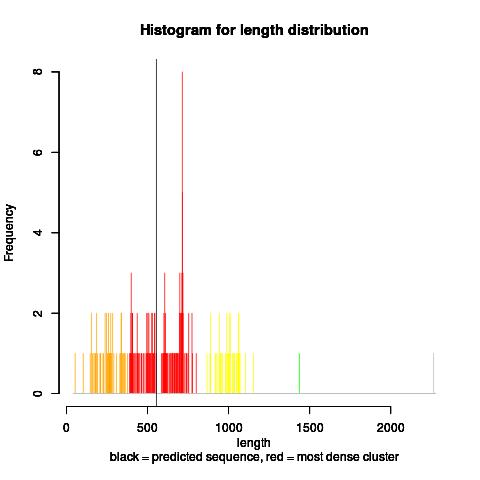 Histogram for length distribution
Frequency
8
6
4
2
0
0 500 1000 1500 2000
length
black = predicted sequence, red = most dense cluster